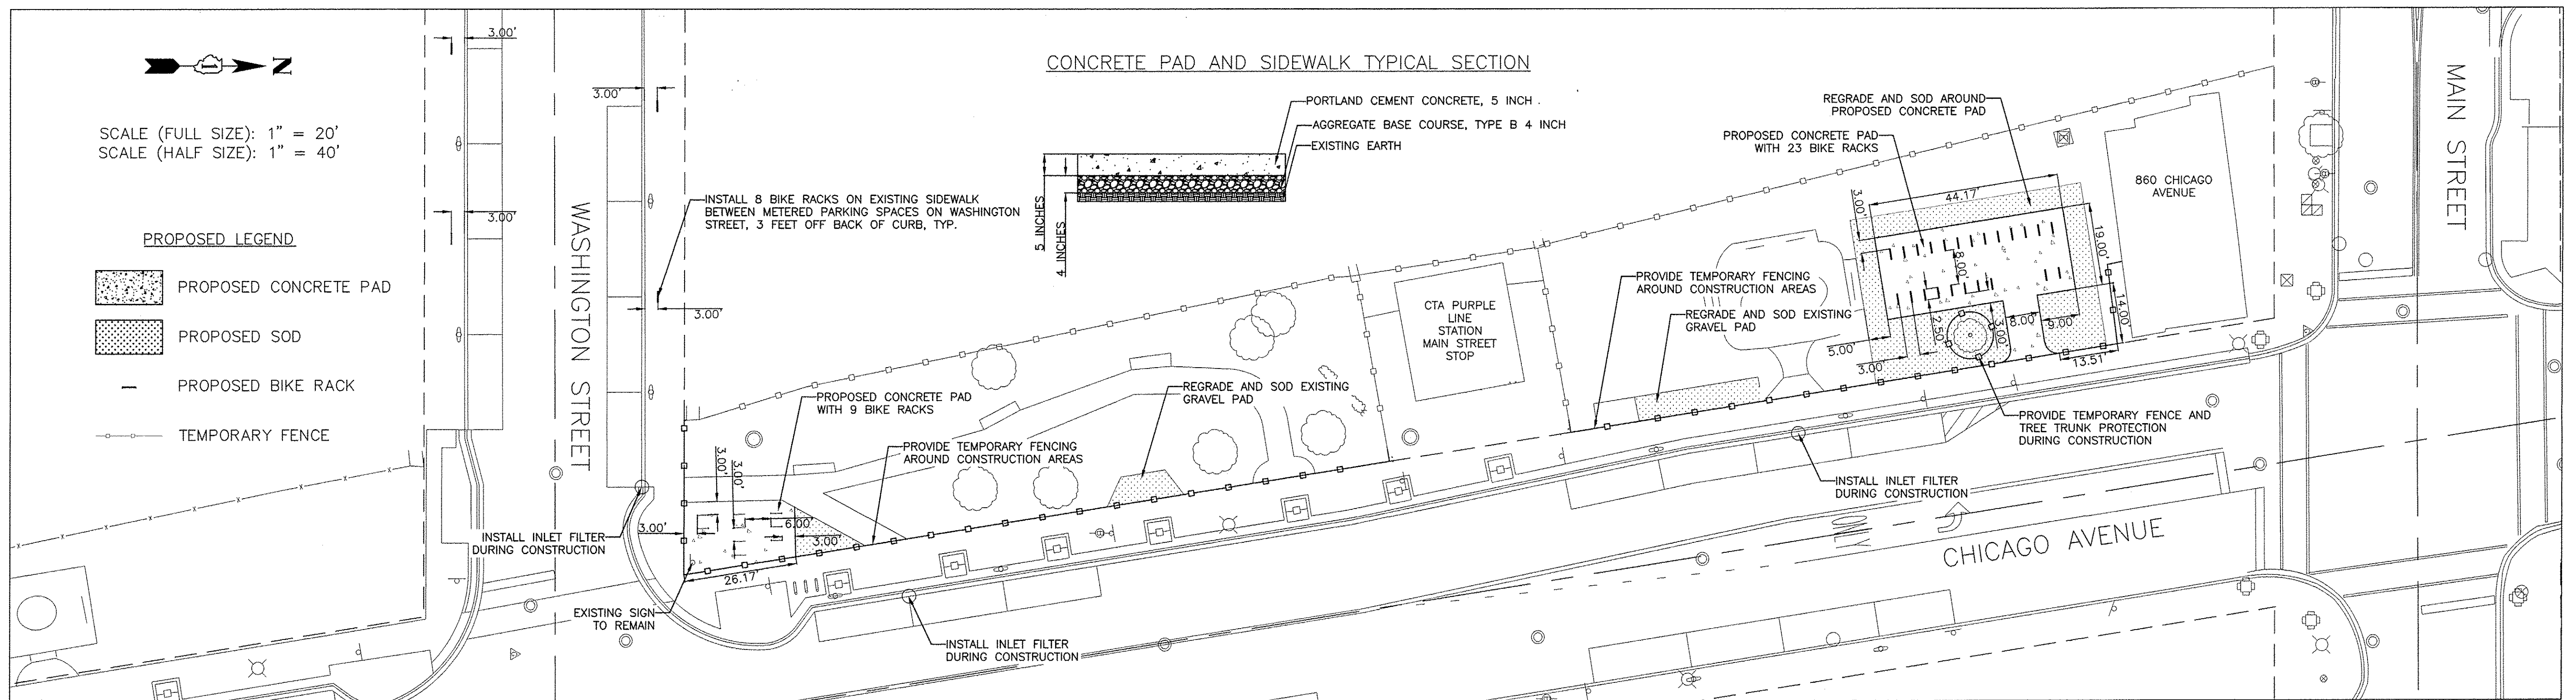 N
SCALE (FULL SIZE): 1" = 20'
SCALE (HALF SIZE): 1" = 40'
PROPOSED LEGEND
PROPOSED CONCRETE PAD
PROPOSED SOD
PROPOSED BIKE RACK
TEMPORARY FENCE
3.00'
3.00'
3.00'
3.00'
WASHINGTON STREET
INSTALL 8 BIKE RACKS ON EXISTING SIDEWALK
BETWEEN METERED PARKING SPACES ON WASHINGTON
STREET, 3 FEET OFF BACK OF CURB, TYP.
CONCRETE PAD AND SIDEWALK TYPICAL SECTION
PORTLAND CEMENT CONCRETE, 5 INCH
AGGREGATE BASE COURSE, TYPE B 4 INCH
EXISTING EARTH
5 INCHES
4 INCHES
PROPOSED CONCRETE PAD
WITH 9 BIKE RACKS
PROVIDE TEMPORARY FENCING
AROUND CONSTRUCTION AREAS
REGRADE AND SOD EXISTING
GRAVEL PAD
3.00'
3.00'
3.00'
6.00'
3.00'
26.17'
INSTALL INLET FILTER
DURING CONSTRUCTION
EXISTING SIGN
TO REMAIN
INSTALL INLET FILTER
DURING CONSTRUCTION
CTA PURPLE
LINE
STATION
MAIN STREET
STOP
PROVIDE TEMPORARY FENCING
AROUND CONSTRUCTION AREAS
REGRADE AND SOD EXISTING
GRAVEL PAD
REGRADE AND SOD AROUND
PROPOSED CONCRETE PAD
PROPOSED CONCRETE PAD
WITH 23 BIKE RACKS
3.00'
44.17'
19.00'
8.00'
14.00'
2.50'
3.00'
8.00'
9.00'
5.00'
3.00'
13.51'
860 CHICAGO
AVENUE
MAIN STREET
PROVIDE TEMPORARY FENCE AND
TREE TRUNK PROTECTION
DURING CONSTRUCTION
INSTALL INLET FILTER
DURING CONSTRUCTION
ONLY
CHICAGO AVENUE